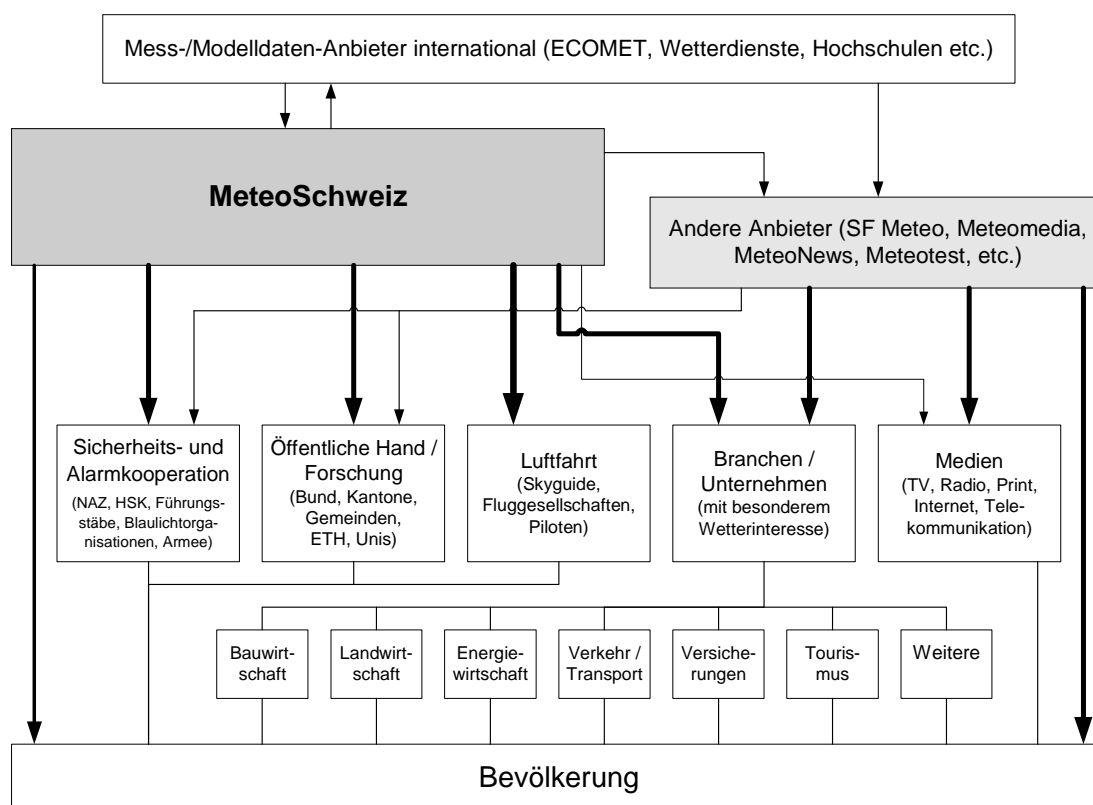 Mess-/Modelldaten-Anbieter international (ECOMET, Wetterdienste, Hochschulen etc.)
MeteoSchweiz
Andere Anbieter (SF Meteo, Meteomedia,
MeteoNews, Meteotest, etc.)
Sicherheits- und
Alarmkooperation
(NAZ, HSK, Führungs-
stäbe, Blaulichtorga-
nisationen, Armee)
Öffentliche Hand /
Forschung
(Bund, Kantone,
Gemeinden,
ETH, Unis)
Luftfahrt
(Skyguide,
Fluggesellschaften,
Piloten)
Branchen /
Unternehmen
(mit besonderem
Wetterinteresse)
Medien
(TV, Radio, Print,
Internet, Tele-
kommunikation)
Bauwirt-
schaft
Landwirt-
schaft
Energie-
wirtschaft
Verkehr /
Transport
Versiche-
rungen
Touris-
mus
Weitere
Bevölkerung